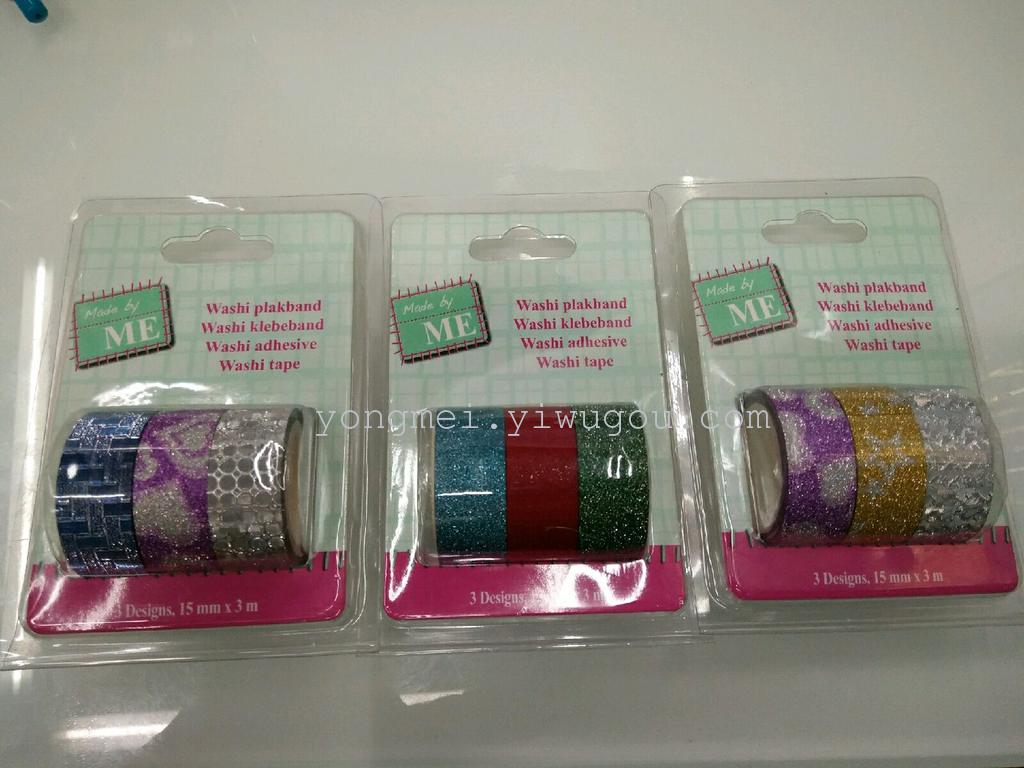 Made by
ME
Washi plakband
Washi klebeband
Washi adhesive
Washi tape
3 Designs, 15 mm x 3 m
Made by
ME
Washi plakband
Washi klebeband
Washi adhesive
Washi tape
3 Designs, 3 m
Made by
ME
Washi plakband
Washi klebeband
Washi adhesive
Washi tape
3 Designs, 15 mm x 3 m
yongmei.yiwugou.com